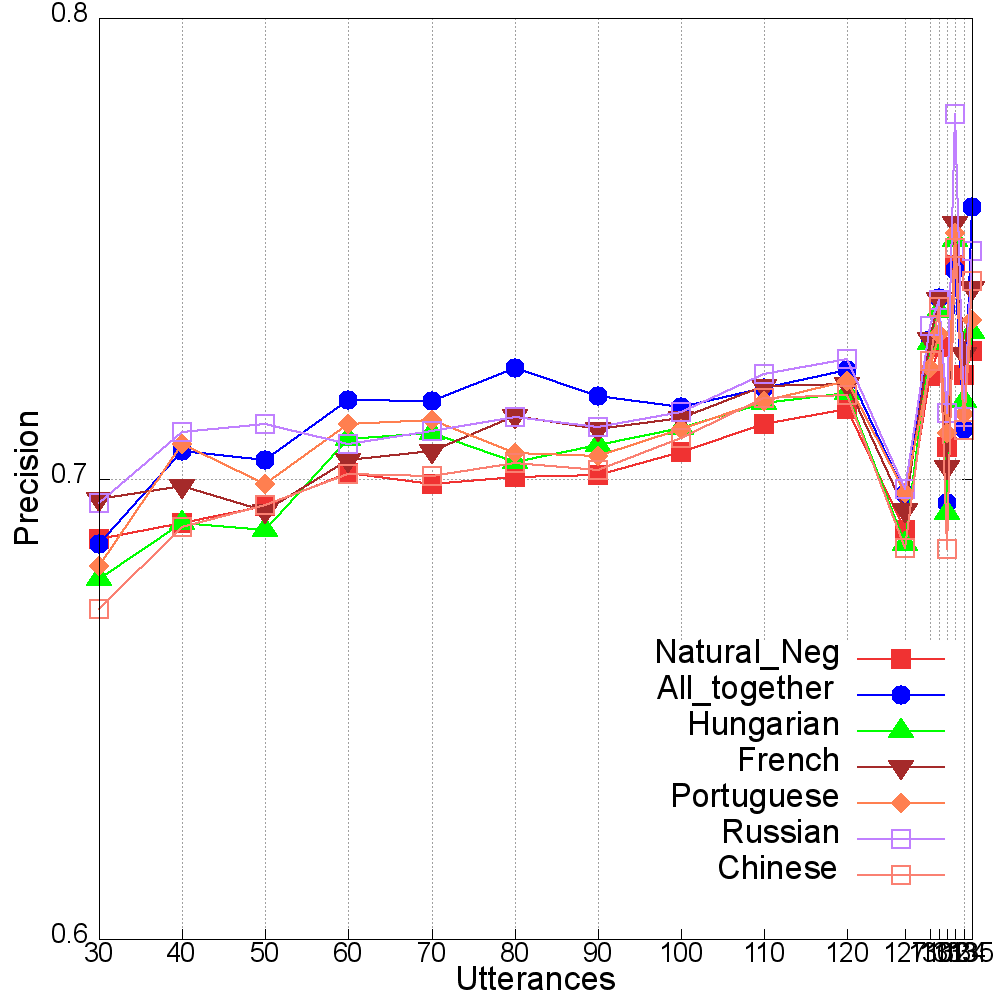 0.8
0.7
0.6
Precision
Natural_Neg
All_together
Hungarian
French
Portuguese
Russian
Chinese
30 40 50 60 70 80 90 100 110 120
Utterances